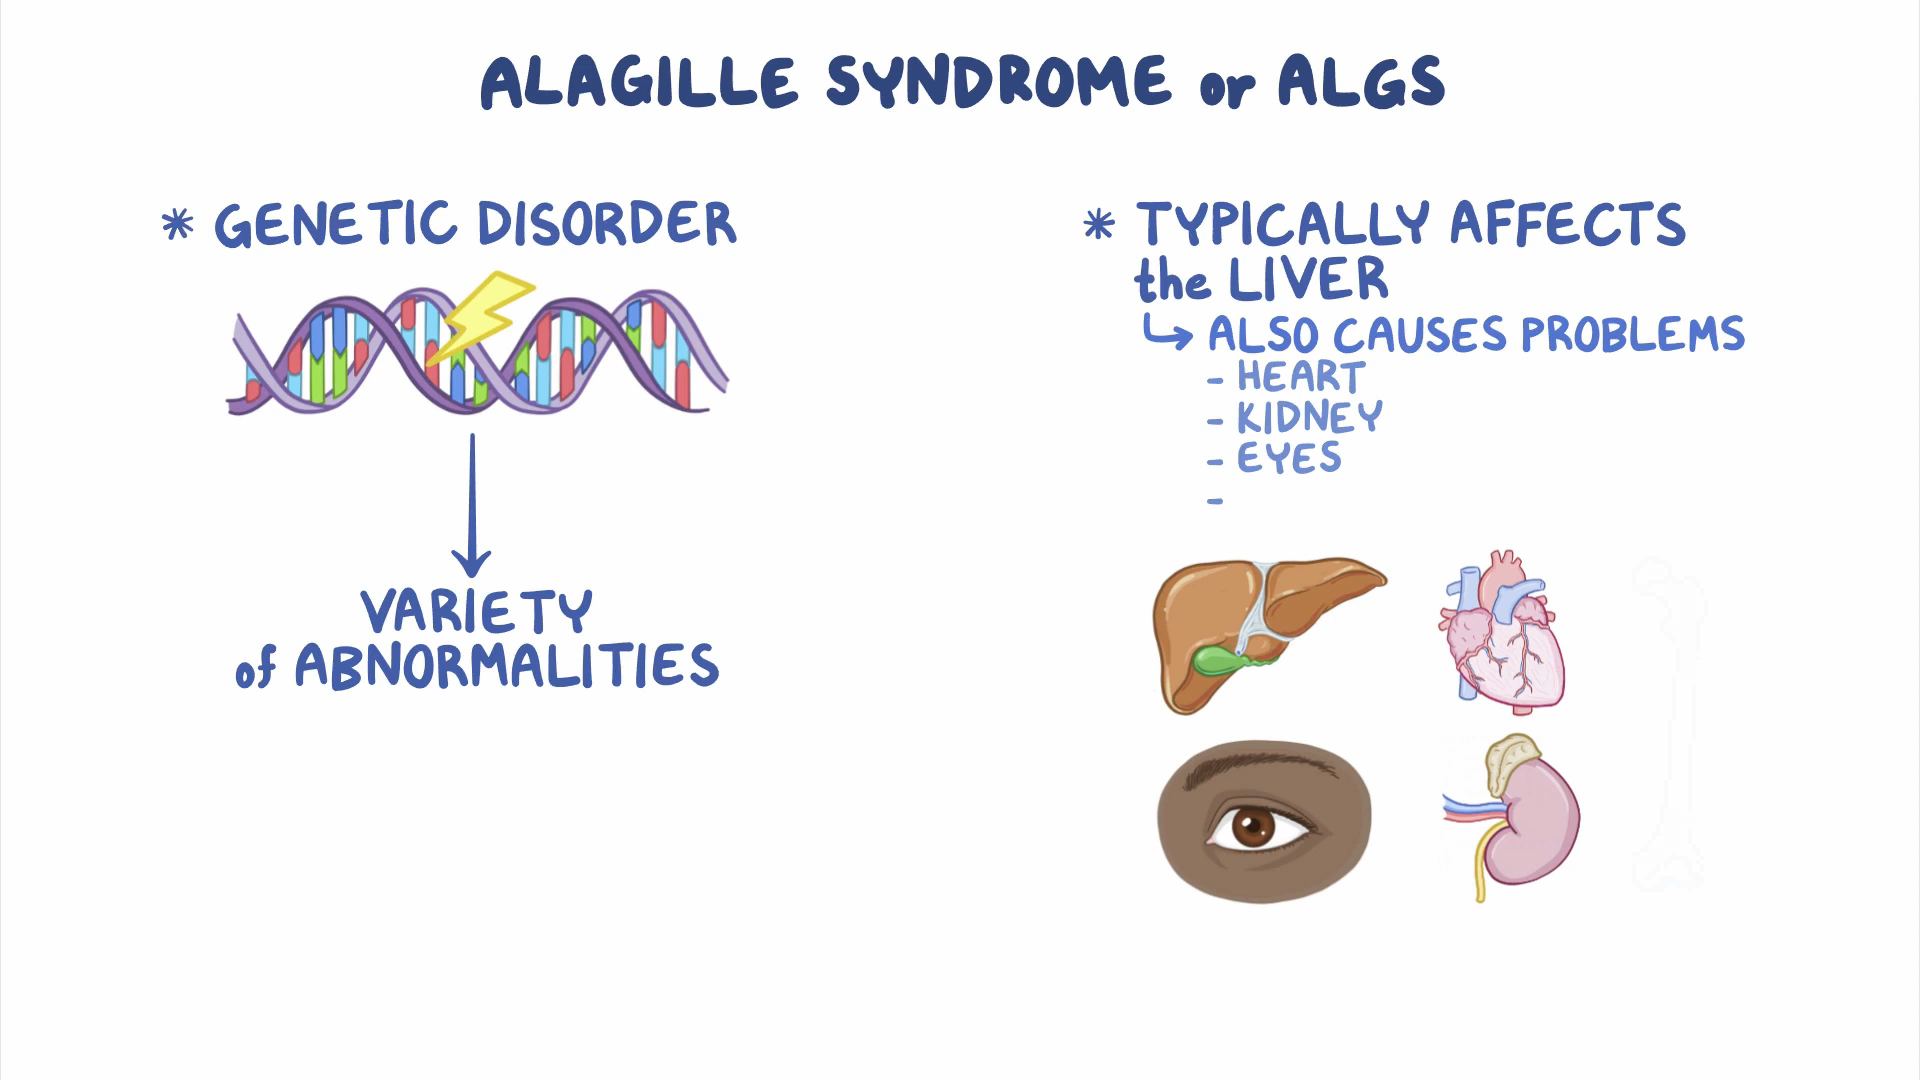 ALAGILLE SYNDROME or ALGS
* GENETIC DISORDER
VARIETY
of ABNORMALITIES
* TYPICALLY AFFECTS
the LIVER
↳ ALSO CAUSES PROBLEMS
- HEART
- KIDNEY
- EYES
-